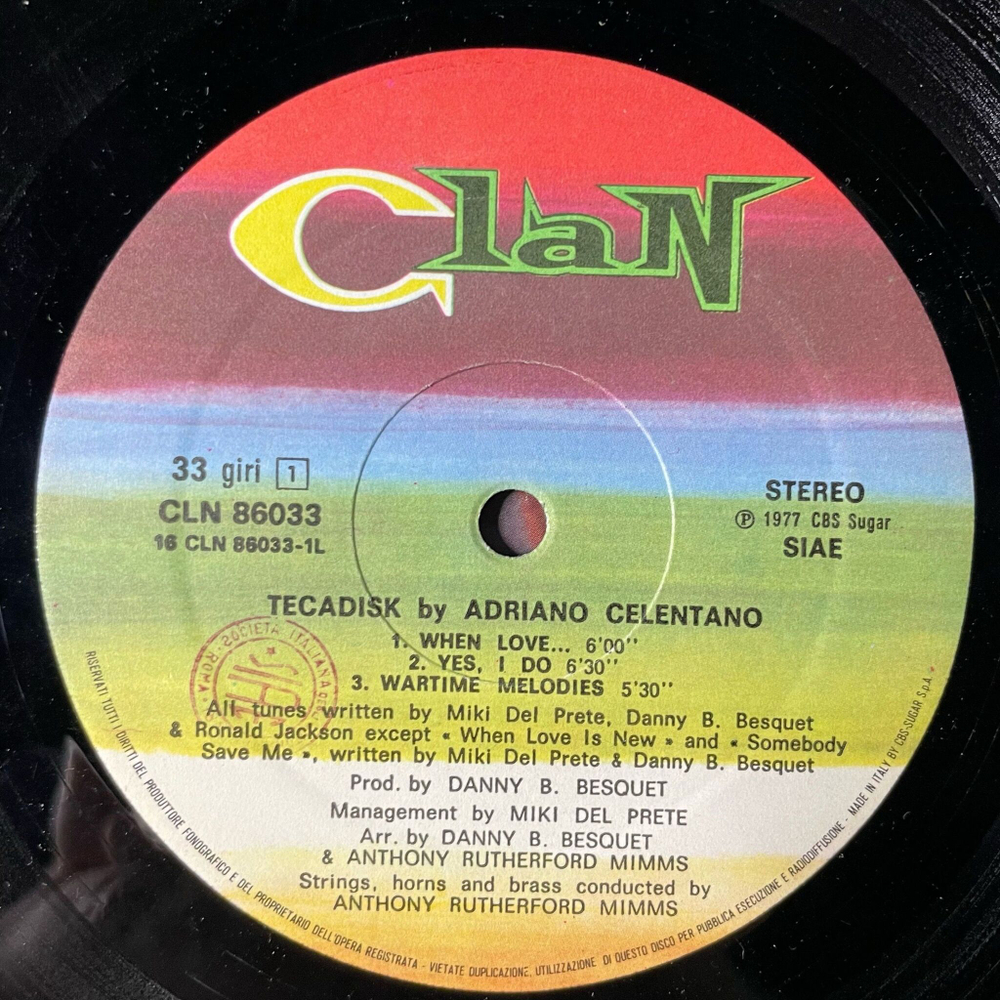 Clan
33 giri 1
CLN 86033
16 CLN 86033-1L
STEREO
℗ 1977 CBS Sugar
SIAE
TECADISK by ADRIANO CELENTANO
1. WHEN LOVE... 6'00''
2. YES, I DO 6'30''
3. WARTIME MELODIES 5'30''
All tunes written by Miki Del Prete, Danny B. Besquet
& Ronald Jackson except « When Love Is New » and « Somebody
Save Me », written by Miki Del Prete & Danny B. Besquet
Prod. by DANNY B. BESQUET
Management by MIKI DEL PRETE
Arr. by DANNY B. BESQUET
& ANTHONY RUTHERFORD MIMMS
Strings, horns and brass conducted by
ANTHONY RUTHERFORD MIMMS
RISERVATI TUTTI I DIRITTI DEL PRODUTTORE FONOGRAFICO E DEL PROPRIETARIO DELL'OPERA REGISTRATA - VIETATE DUPLICAZIONE, UTILIZZAZIONE DI QUESTO DISCO PER PUBBLICA ESECUZIONE E RADIODIFFUSIONE - MADE IN ITALY BY CBS-SUGAR S.p.A.
ROMA · SOCIETA ITALIANA